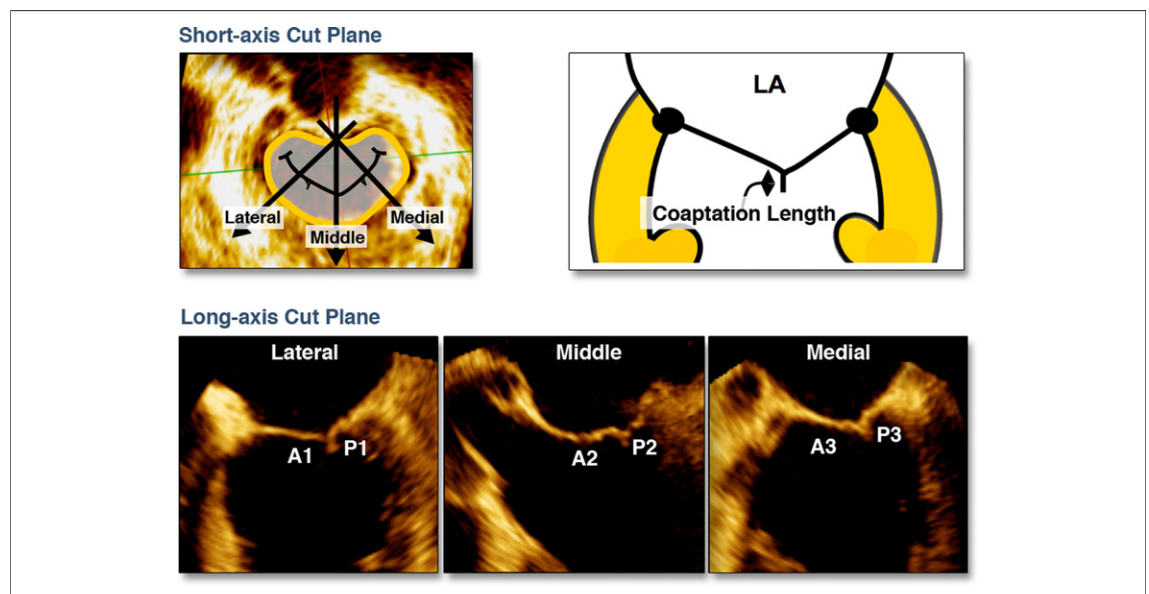 Short-axis Cut Plane
Lateral
Middle
Medial
LA
Coaptation Length
Long-axis Cut Plane
Lateral
Middle
Medial
A1
P1
A2
P2
A3
P3